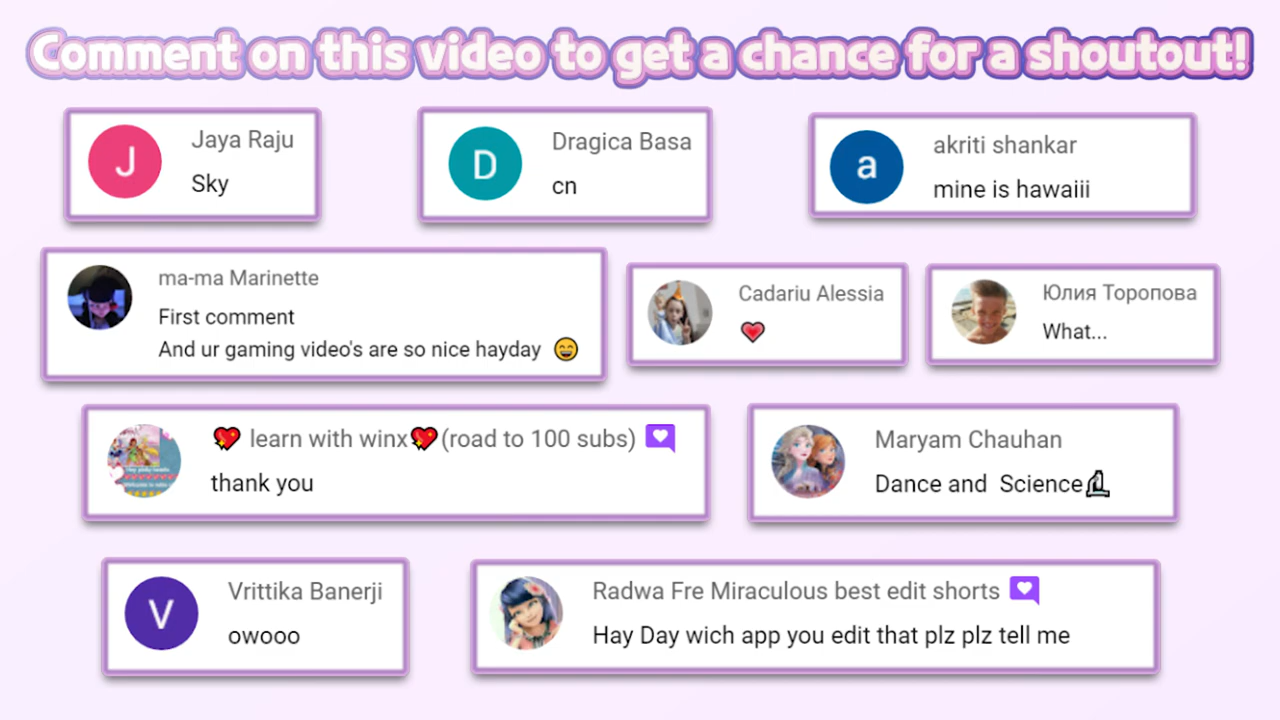 Comment on this video to get a chance for a shoutout!
J
Jaya Raju
Sky
D
Dragica Basa
cn
a
akriti shankar
mine is hawaiii
ma-ma Marinette
First comment
And ur gaming video's are so nice hayday 😄
Cadariu Alessia
💗
Юлия Торопова
What...
💖 learn with winx💖(road to 100 subs)
thank you
Maryam Chauhan
Dance and Science⛸
V
Vrittika Banerji
owooo
Radwa Fre Miraculous best edit shorts
Hay Day wich app you edit that plz plz tell me